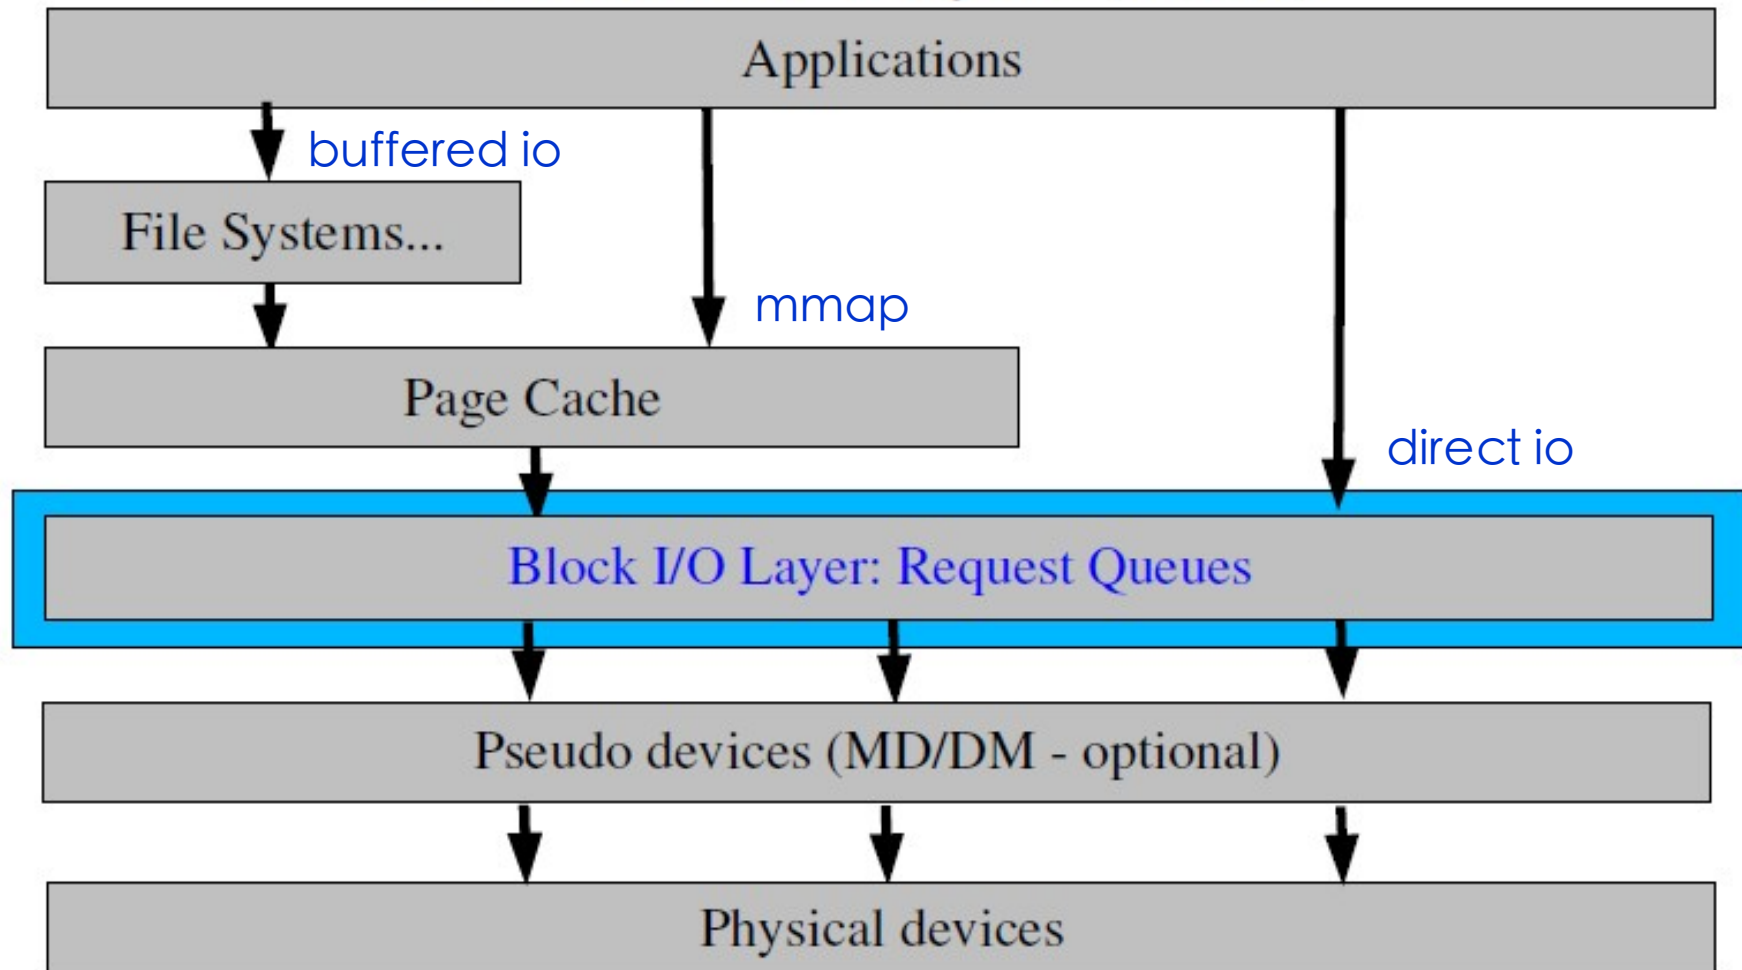 Applications
buffered io
File Systems...
mmap
Page Cache
direct io
Block I/O Layer: Request Queues
Pseudo devices (MD/DM - optional)
Physical devices